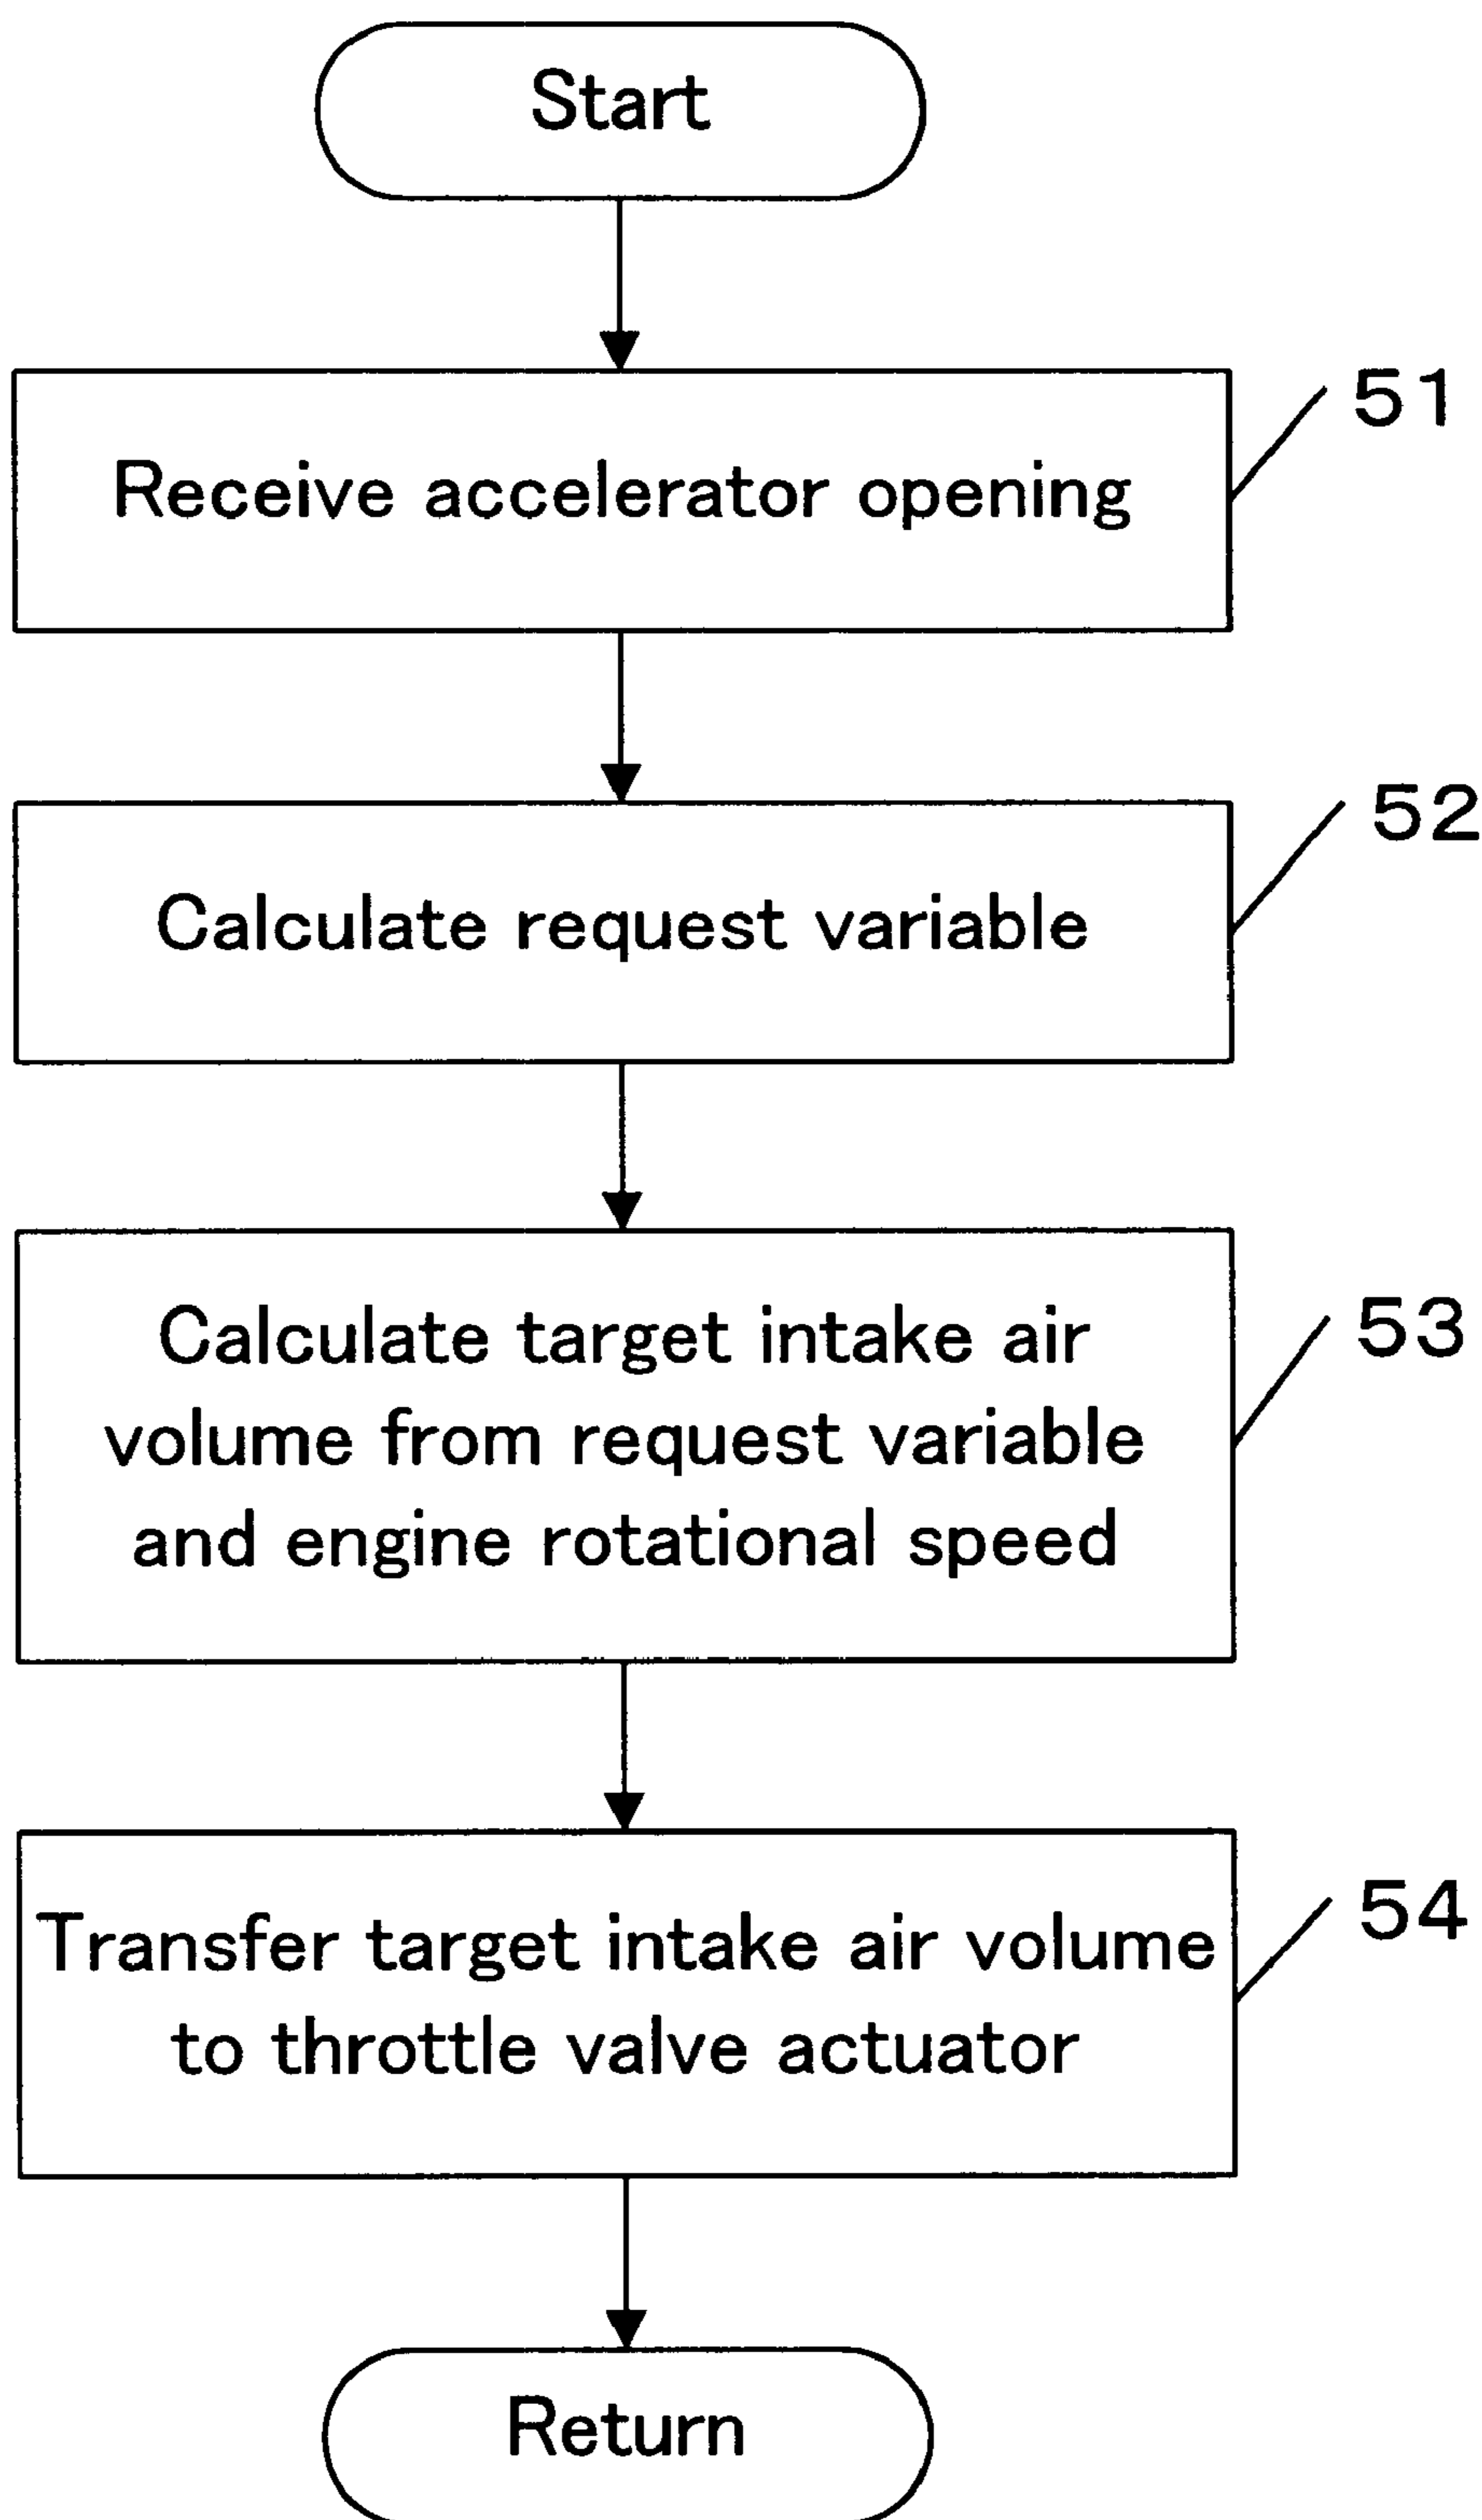 Start
51
Receive accelerator opening
52
Calculate request variable
53
Calculate target intake air
volume from request variable
and engine rotational speed
54
Transfer target intake air volume
to throttle valve actuator
Return